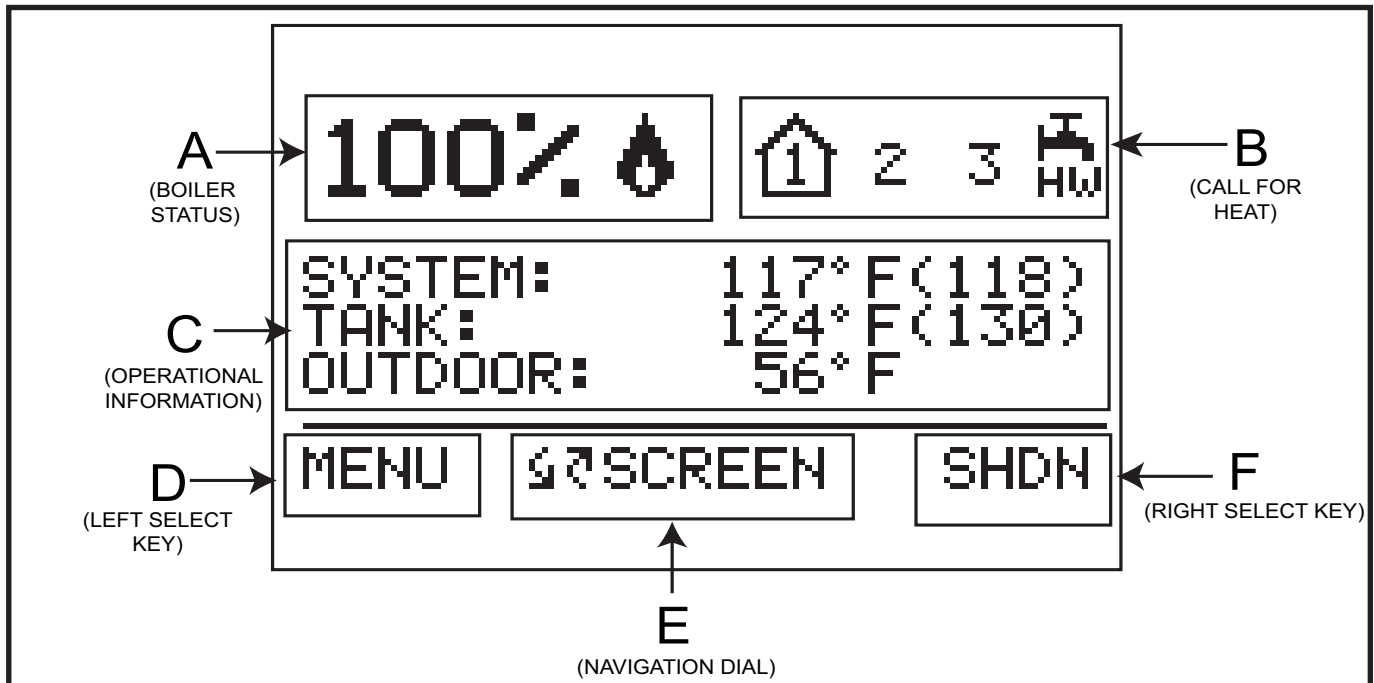 100%
1 2 3 HW
A
(BOILER
STATUS)
B
(CALL FOR
HEAT)
SYSTEM: 117°F(118)
TANK: 124°F(130)
OUTDOOR: 56°F
C
(OPERATIONAL
INFORMATION)
MENU SCREEN SHDN
D
(LEFT SELECT
KEY)
F
(RIGHT SELECT KEY)
E
(NAVIGATION DIAL)